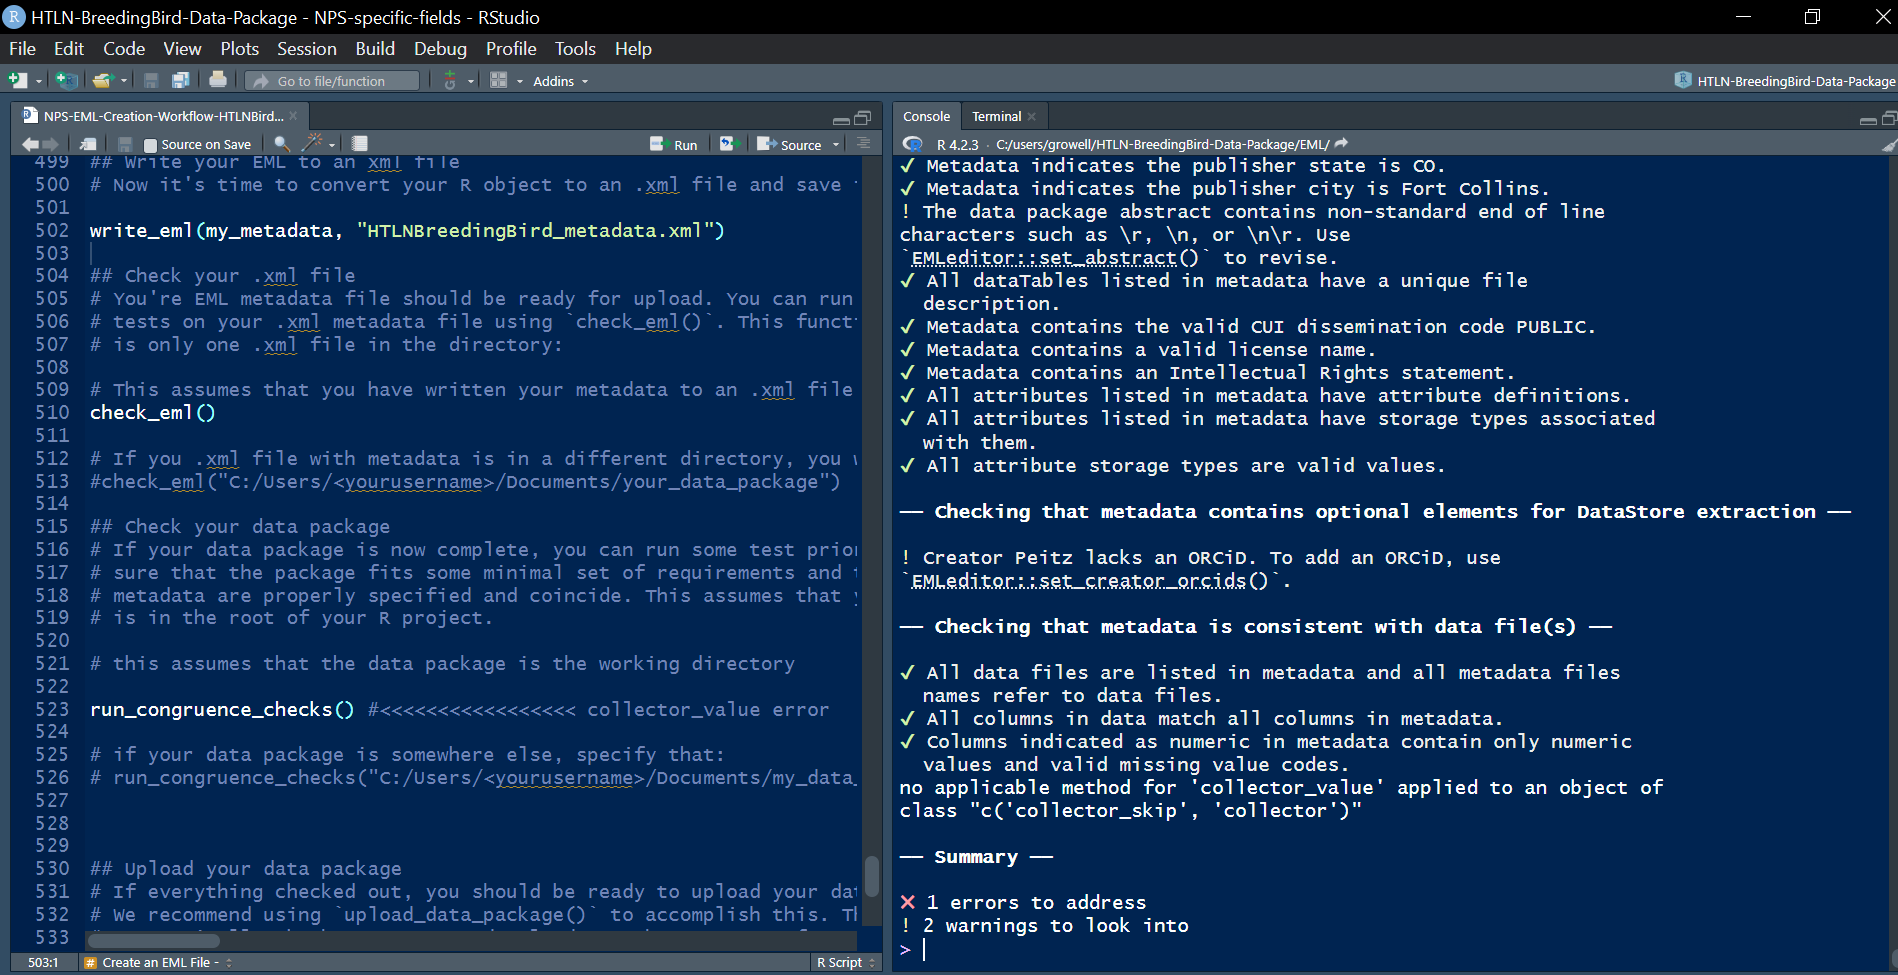 HTLN-BreedingBird-Data-Package - NPS-specific-fields - RStudio
File Edit Code View Plots Session Build Debug Profile Tools Help
Go to file/function Addins HTLN-BreedingBird-Data-Package
NPS-EML-Creation-Workflow-HTLNBird...
Source on Save Run Source
499 ## Write your EML to an xml file
500 # Now it's time to convert your R object to an .xml file and save
501
502 write_eml(my_metadata, "HTLNBreedingBird_metadata.xml")
503
504 ## Check your .xml file
505 # You're EML metadata file should be ready for upload. You can run
506 # tests on your .xml metadata file using `check_eml()`. This funct
507 # is only one .xml file in the directory:
508
509 # This assumes that you have written your metadata to an .xml file
510 check_eml()
511
512 # If you .xml file with metadata is in a different directory, you
513 #check_eml("C:/Users/<yourusername>/Documents/your_data_package")
514
515 ## Check your data package
516 # If your data package is now complete, you can run some test prior
517 # sure that the package fits some minimal set of requirements and
518 # metadata are properly specified and coincide. This assumes that
519 # is in the root of your R project.
520
521 # this assumes that the data package is the working directory
522
523 run_congruence_checks() #<<<<<<<<<<<<<<<<< collector_value error
524
525 # if your data package is somewhere else, specify that:
526 # run_congruence_checks("C:/Users/<yourusername>/Documents/my_data_
527
528
529
530 ## Upload your data package
531 # If everything checked out, you should be ready to upload your dat
532 # We recommend using `upload_data_package()` to accomplish this. Th
533
503:1 # Create an EML File - R Script
Console Terminal
R 4.2.3 · C:/users/growell/HTLN-BreedingBird-Data-Package/EML/
✓ Metadata indicates the publisher state is CO.
✓ Metadata indicates the publisher city is Fort Collins.
! The data package abstract contains non-standard end of line
characters such as \r, \n, or \n\r. Use
`EMLeditor::set_abstract()` to revise.
✓ All dataTables listed in metadata have a unique file
description.
✓ Metadata contains the valid CUI dissemination code PUBLIC.
✓ Metadata contains a valid license name.
✓ Metadata contains an Intellectual Rights statement.
✓ All attributes listed in metadata have attribute definitions.
✓ All attributes listed in metadata have storage types associated
with them.
✓ All attribute storage types are valid values.
── Checking that metadata contains optional elements for DataStore extraction ──
! Creator Peitz lacks an ORCiD. To add an ORCiD, use
`EMLeditor::set_creator_orcids()`.
── Checking that metadata is consistent with data file(s) ──
✓ All data files are listed in metadata and all metadata files
names refer to data files.
✓ All columns in data match all columns in metadata.
✓ Columns indicated as numeric in metadata contain only numeric
values and valid missing value codes.
no applicable method for 'collector_value' applied to an object of
class "c('collector_skip', 'collector')"
── Summary ──
✗ 1 errors to address
! 2 warnings to look into
>